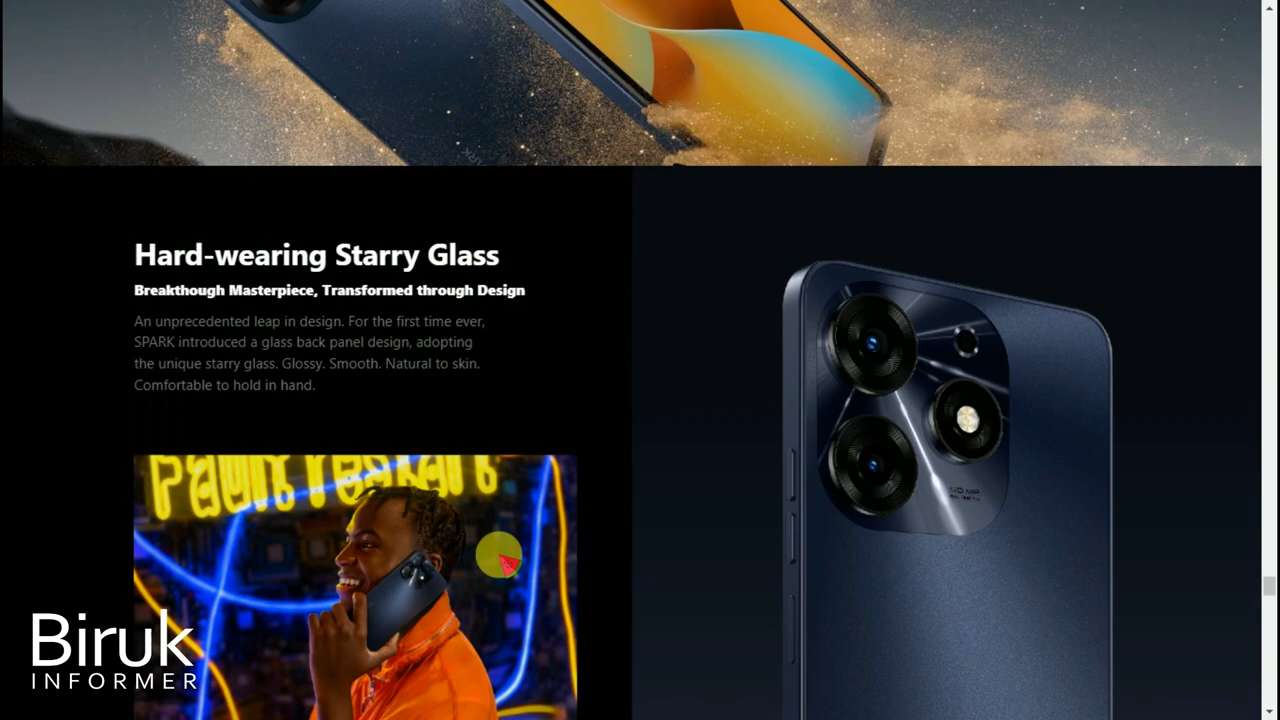 Hard-wearing Starry Glass
Breakthough Masterpiece, Transformed through Design
An unprecedented leap in design. For the first time ever,
SPARK introduced a glass back panel design, adopting
the unique starry glass. Glossy. Smooth. Natural to skin.
Comfortable to hold in hand.
50 MP
Biruk
INFORMER